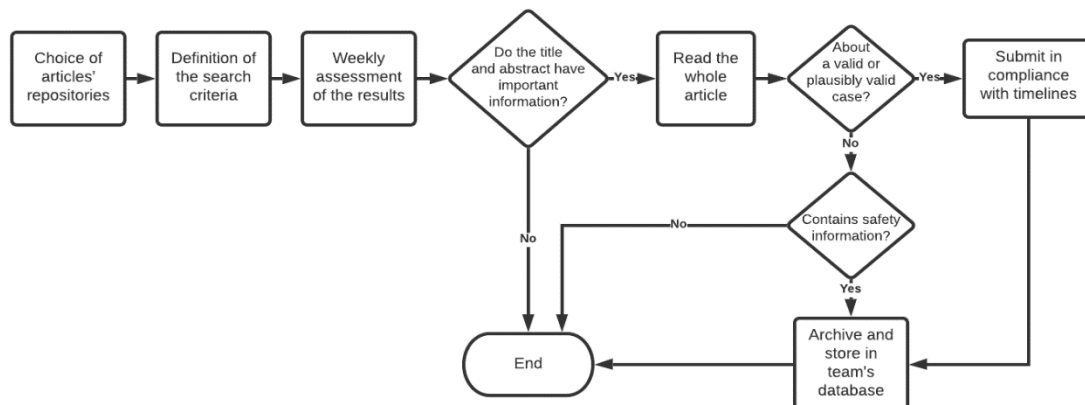 Choice of
articles'
repositories
Definition of
the search
criteria
Weekly
assessment
of the results
Do the title
and abstract have
important
information?
Yes
Read the
whole
article
About
a valid or
plausibly valid
case?
Yes
Submit in
compliance
with timelines
No
Contains safety
information?
No
No
Yes
End
Archive and
store in
team's
database